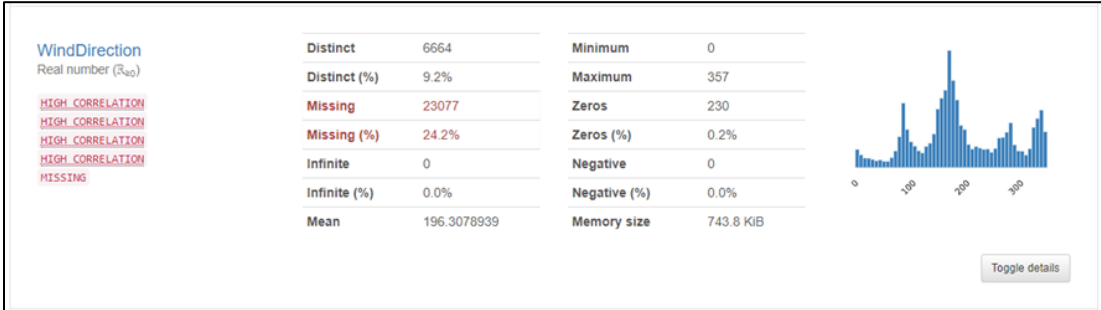 WindDirection
Real number (ℝ≥0)
HIGH CORRELATION
HIGH CORRELATION
HIGH CORRELATION
HIGH CORRELATION
MISSING
Distinct 6664
Distinct (%) 9.2%
Missing 23077
Missing (%) 24.2%
Infinite 0
Infinite (%) 0.0%
Mean 196.3078939
Minimum 0
Maximum 357
Zeros 230
Zeros (%) 0.2%
Negative 0
Negative (%) 0.0%
Memory size 743.8 KiB
0 100 200 300
Toggle details